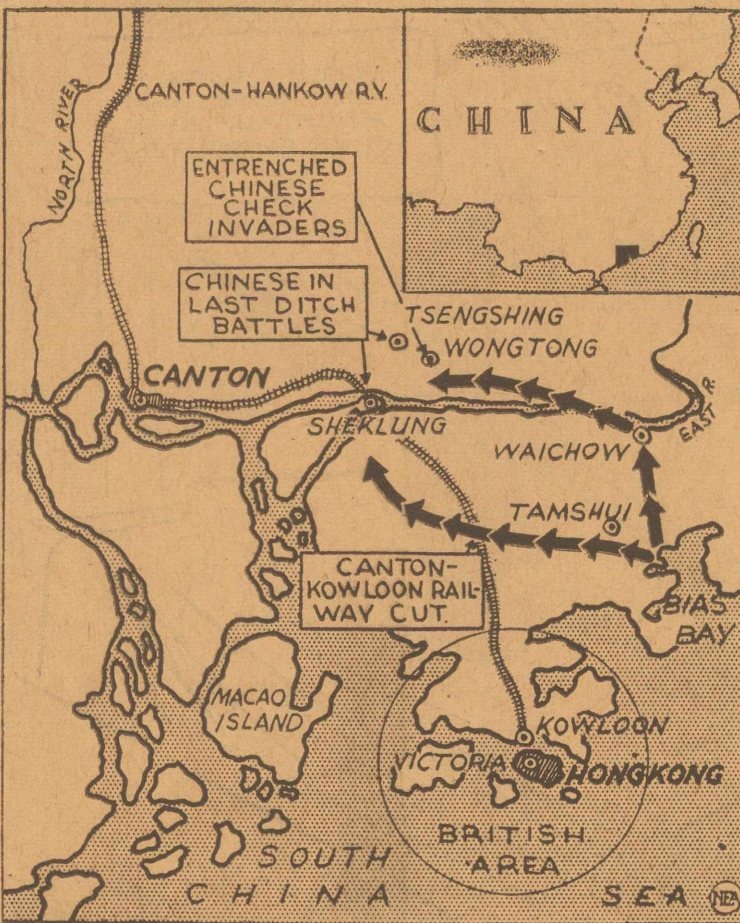 CANTON-HANKOW R.Y.
NORTH RIVER
CHINA
ENTRENCHED
CHINESE
CHECK
INVADERS
CHINESE IN
LAST DITCH
BATTLES
TSENGSHING
WONGTONG
CANTON
SHEKLUNG
EAST R.
WAICHOW
TAMSHUI
CANTON-
KOWLOON RAIL-
WAY CUT.
BIAS
BAY
MACAO
ISLAND
KOWLOON
VICTORIA
HONGKONG
BRITISH
AREA
SOUTH
CHINA SEA
NEA